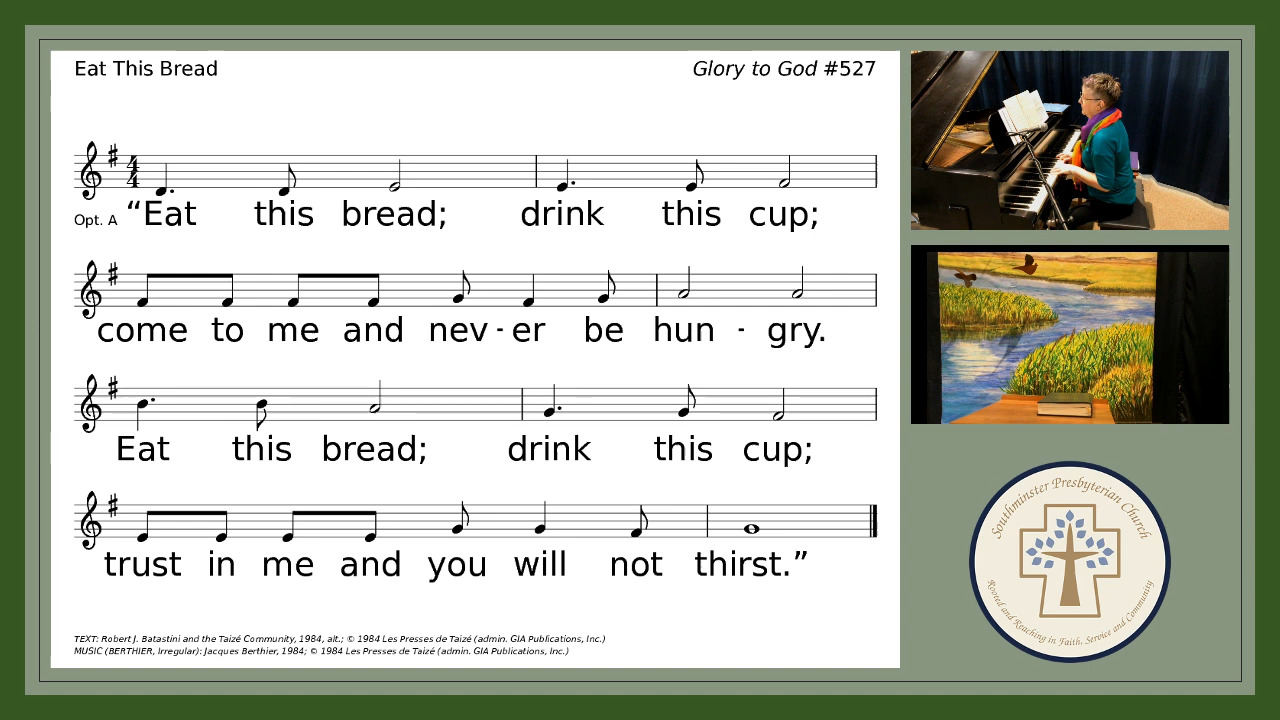 Eat This Bread
Glory to God #527
Opt. A “Eat this bread; drink this cup;
come to me and nev - er be hun - gry.
Eat this bread; drink this cup;
trust in me and you will not thirst.”
TEXT: Robert J. Batastini and the Taizé Community, 1984, alt.; © 1984 Les Presses de Taizé (admin. GIA Publications, Inc.)
MUSIC (BERTHIER, Irregular): Jacques Berthier, 1984; © 1984 Les Presses de Taizé (admin. GIA Publications, Inc.)
Southminster Presbyterian Church
Rooted and Reaching in Faith, Service and Community